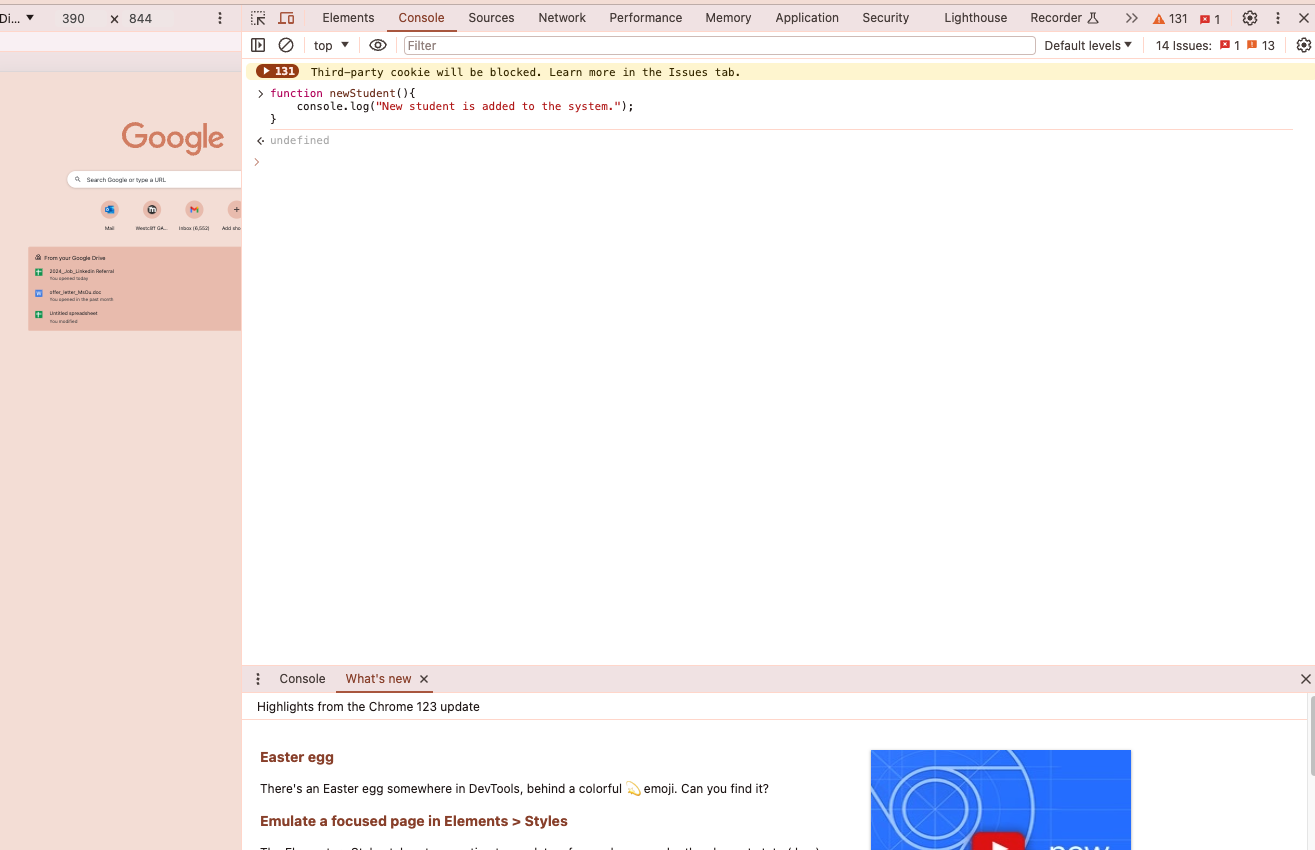 Di...
390
844
Elements
Console
Sources
Network
Performance
Memory
Application
Security
Lighthouse
Recorder
131
1
top
Filter
Default levels
14 Issues:
1
13
131
Third-party cookie will be blocked. Learn more in the Issues tab.
function newStudent(){
console.log("New student is added to the system.");
}
undefined
Google
Search Google or type a URL
Mail
Westcliff GA...
Inbox (6,552)
Add sho
From your Google Drive
2024_Job_LinkedIn Referral
You opened today
offer_letter_MsOu.doc
You opened in the past month
Untitled spreadsheet
You modified
Console
What's new
Highlights from the Chrome 123 update
Easter egg
There's an Easter egg somewhere in DevTools, behind a colorful 💫 emoji. Can you find it?
Emulate a focused page in Elements > Styles
new